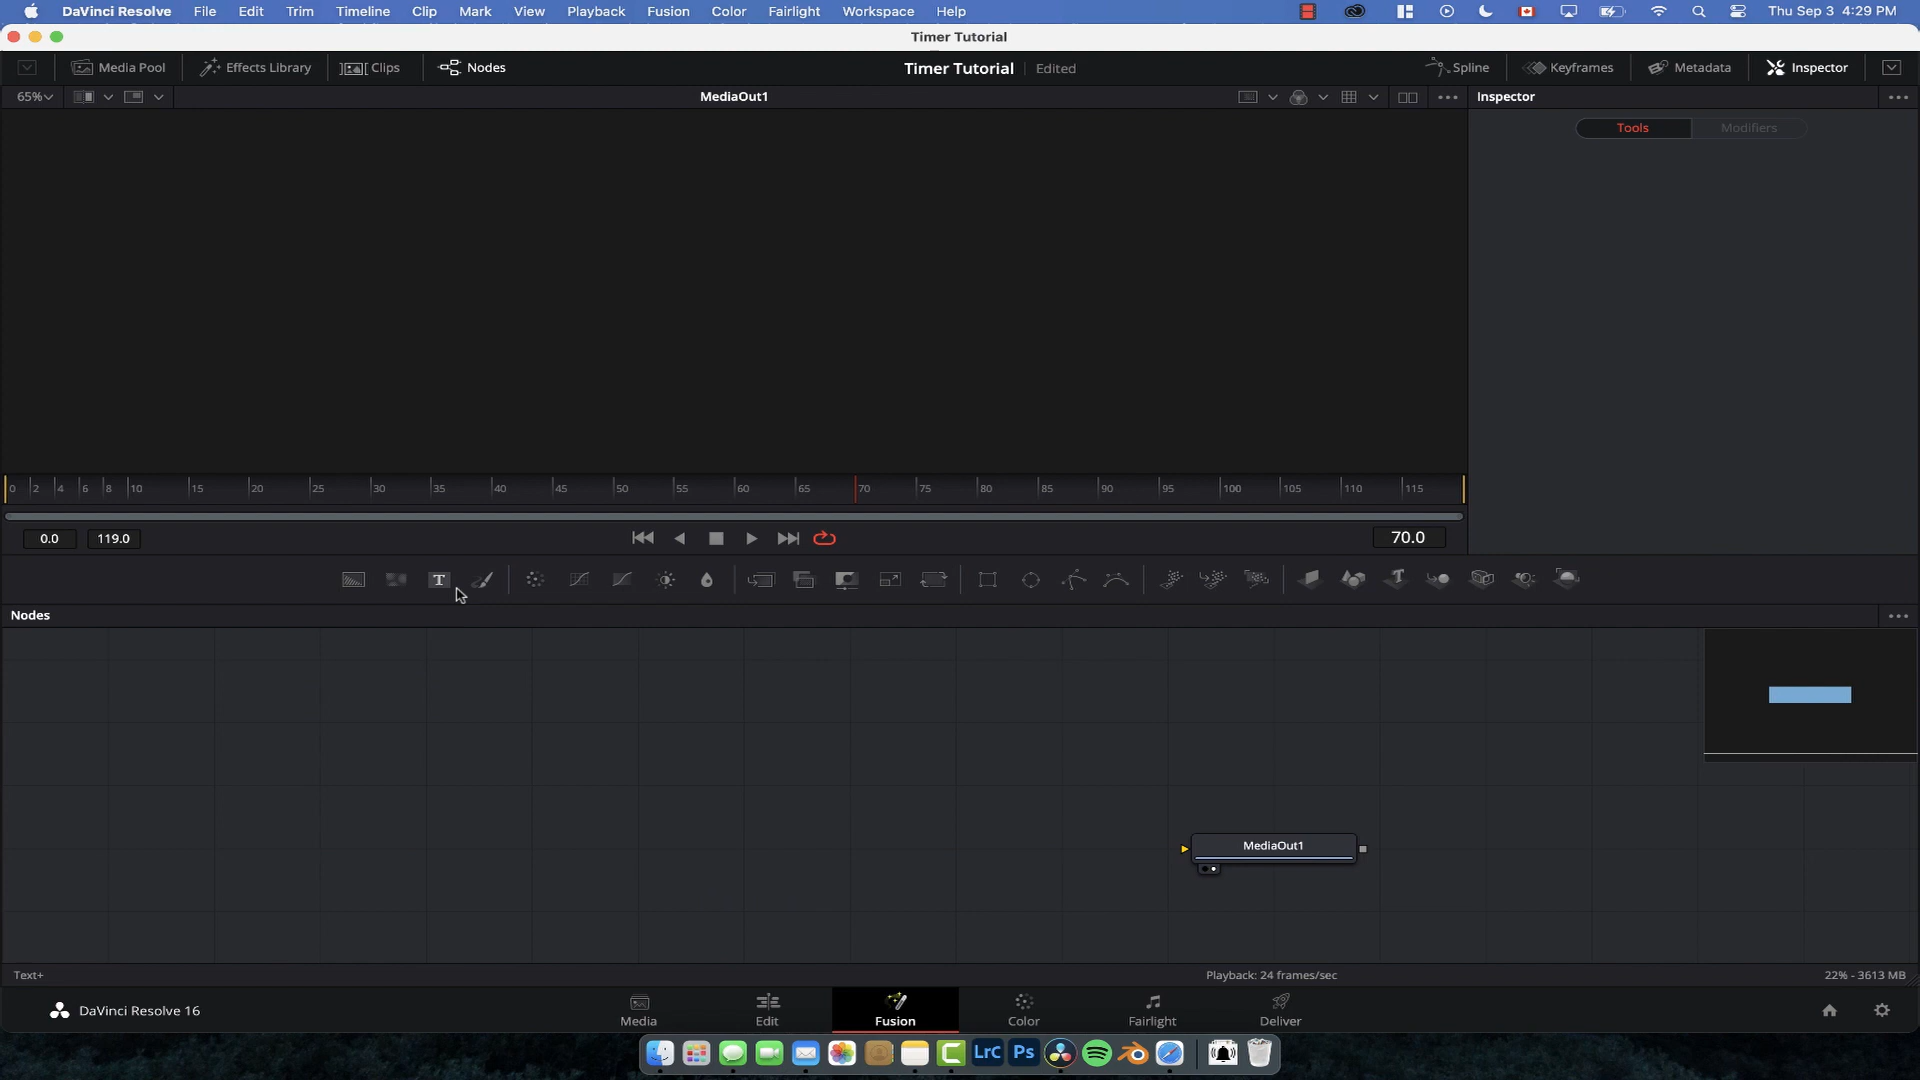 DaVinci Resolve File Edit Trim Timeline Clip Mark View Playback Fusion Color Fairlight Workspace Help Thu Sep 3 4:29 PM
Timer Tutorial
Media Pool Effects Library Clips Nodes Timer Tutorial Edited Spline Keyframes Metadata Inspector
65% MediaOut1 Inspector
Tools Modifiers
0 2 4 6 8 10 15 20 25 30 35 40 45 50 55 60 65 70 75 80 85 90 95 100 105 110 115
0.0 119.0 70.0
T T
Nodes
MediaOut1
Text+ Playback: 24 frames/sec 22% - 3613 MB
DaVinci Resolve 16 Media Edit Fusion Color Fairlight Deliver
LrC Ps